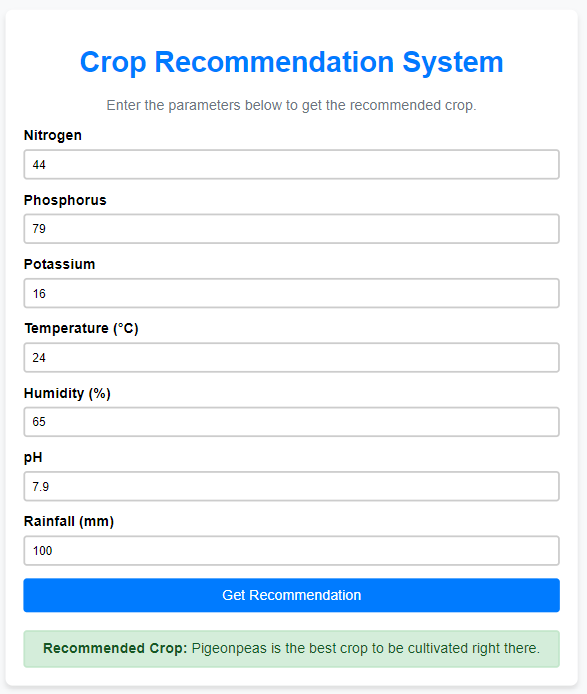 Crop Recommendation System
Enter the parameters below to get the recommended crop.
Nitrogen
44
Phosphorus
79
Potassium
16
Temperature (°C)
24
Humidity (%)
65
pH
7.9
Rainfall (mm)
100
Get Recommendation
Recommended Crop: Pigeonpeas is the best crop to be cultivated right there.